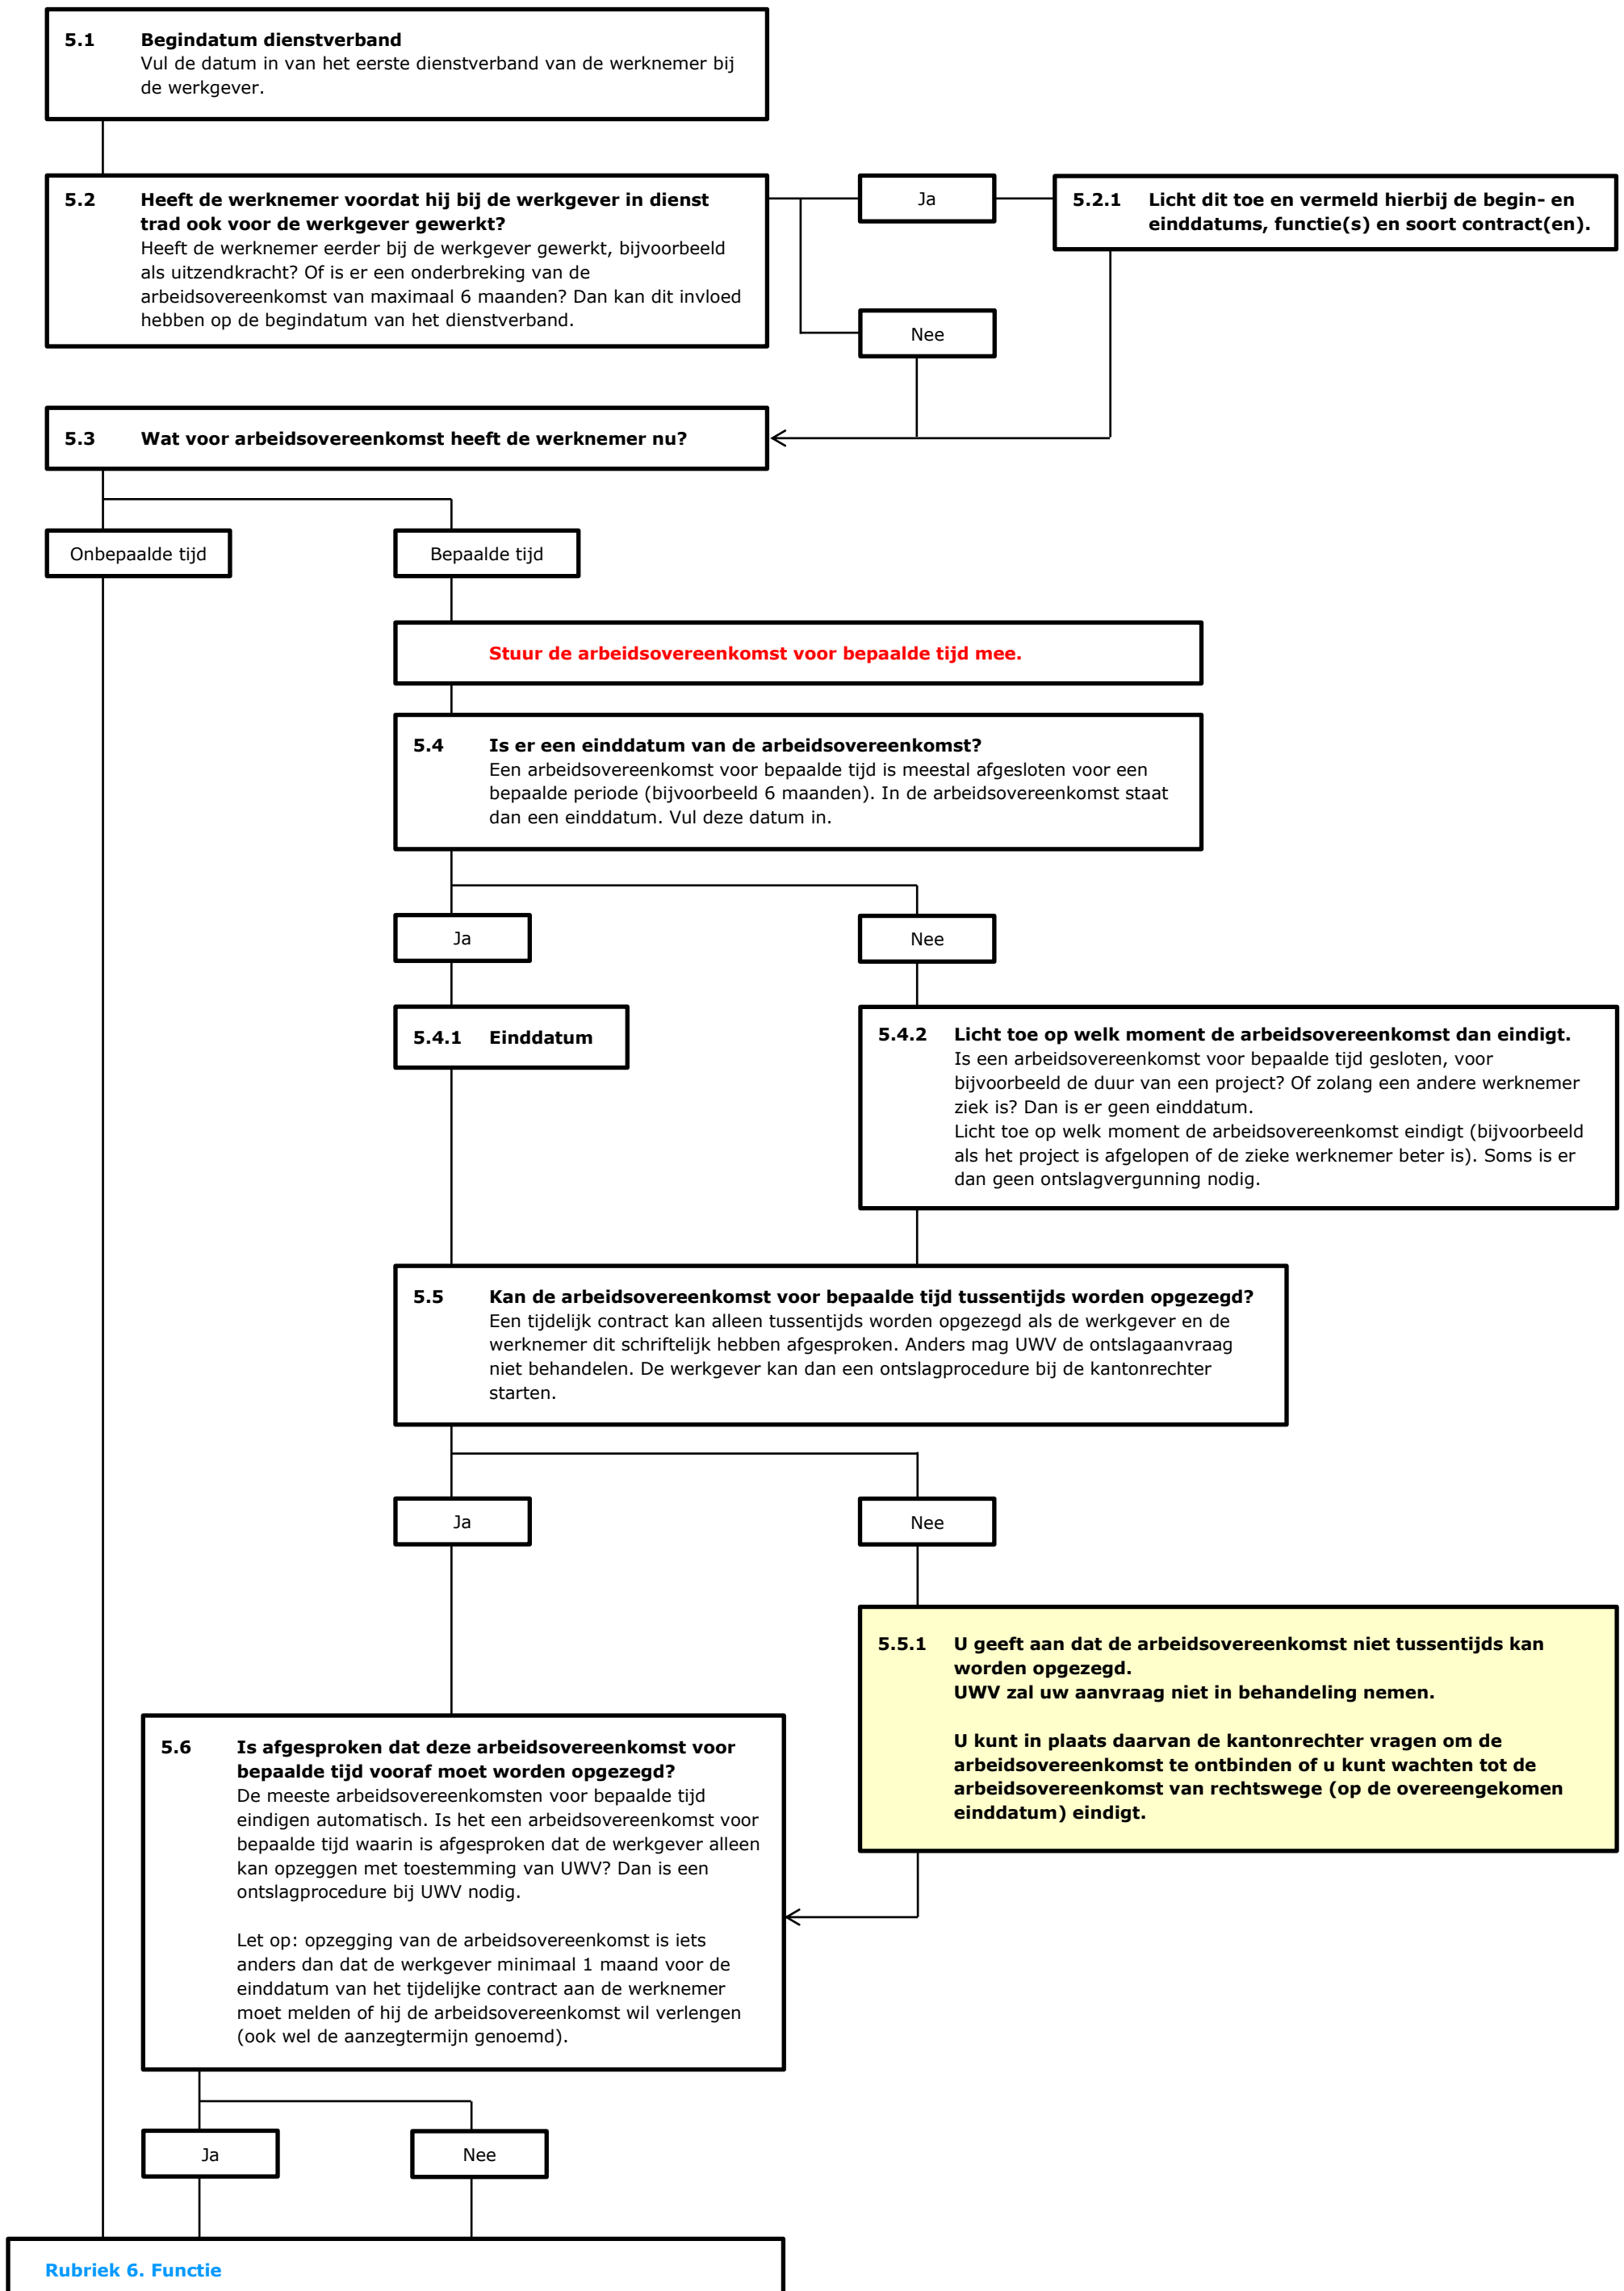 5.1 Begindatum dienstverband
Vul de datum in van het eerste dienstverband van de werknemer bij
de werkgever.
5.2 Heeft de werknemer voordat hij bij de werkgever in dienst
trad ook voor de werkgever gewerkt?
Heeft de werknemer eerder bij de werkgever gewerkt, bijvoorbeeld
als uitzendkracht? Of is er een onderbreking van de
arbeidsovereenkomst van maximaal 6 maanden? Dan kan dit invloed
hebben op de begindatum van het dienstverband.
Ja
5.2.1 Licht dit toe en vermeld hierbij de begin- en
einddatums, functie(s) en soort contract(en).
Nee
5.3 Wat voor arbeidsovereenkomst heeft de werknemer nu?
Onbepaalde tijd
Bepaalde tijd
Stuur de arbeidsovereenkomst voor bepaalde tijd mee.
5.4 Is er een einddatum van de arbeidsovereenkomst?
Een arbeidsovereenkomst voor bepaalde tijd is meestal afgesloten voor een
bepaalde periode (bijvoorbeeld 6 maanden). In de arbeidsovereenkomst staat
dan een einddatum. Vul deze datum in.
Ja
Nee
5.4.1 Einddatum
5.4.2 Licht toe op welk moment de arbeidsovereenkomst dan eindigt.
Is een arbeidsovereenkomst voor bepaalde tijd gesloten, voor
bijvoorbeeld de duur van een project? Of zolang een andere werknemer
ziek is? Dan is er geen einddatum.
Licht toe op welk moment de arbeidsovereenkomst eindigt (bijvoorbeeld
als het project is afgelopen of de zieke werknemer beter is). Soms is er
dan geen ontslagvergunning nodig.
5.5 Kan de arbeidsovereenkomst voor bepaalde tijd tussentijds worden opgezegd?
Een tijdelijk contract kan alleen tussentijds worden opgezegd als de werkgever en de
werknemer dit schriftelijk hebben afgesproken. Anders mag UWV de ontslagaanvraag
niet behandelen. De werkgever kan dan een ontslagprocedure bij de kantonrechter
starten.
Ja
Nee
5.5.1 U geeft aan dat de arbeidsovereenkomst niet tussentijds kan
worden opgezegd.
UWV zal uw aanvraag niet in behandeling nemen.
U kunt in plaats daarvan de kantonrechter vragen om de
arbeidsovereenkomst te ontbinden of u kunt wachten tot de
arbeidsovereenkomst van rechtswege (op de overeengekomen
einddatum) eindigt.
5.6 Is afgesproken dat deze arbeidsovereenkomst voor
bepaalde tijd vooraf moet worden opgezegd?
De meeste arbeidsovereenkomsten voor bepaalde tijd
eindigen automatisch. Is het een arbeidsovereenkomst voor
bepaalde tijd waarin is afgesproken dat de werkgever alleen
kan opzeggen met toestemming van UWV? Dan is een
ontslagprocedure bij UWV nodig.
Let op: opzegging van de arbeidsovereenkomst is iets
anders dan dat de werkgever minimaal 1 maand voor de
einddatum van het tijdelijke contract aan de werknemer
moet melden of hij de arbeidsovereenkomst wil verlengen
(ook wel de aanzegtermijn genoemd).
Ja
Nee
Rubriek 6. Functie